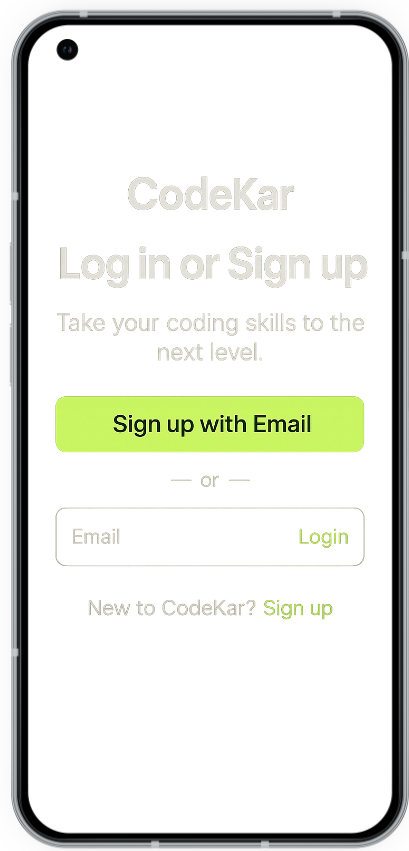 CodeKar
Log in or Sign up
Take your coding skills to the
next level.
Sign up with Email
— or —
Email Login
New to CodeKar? Sign up